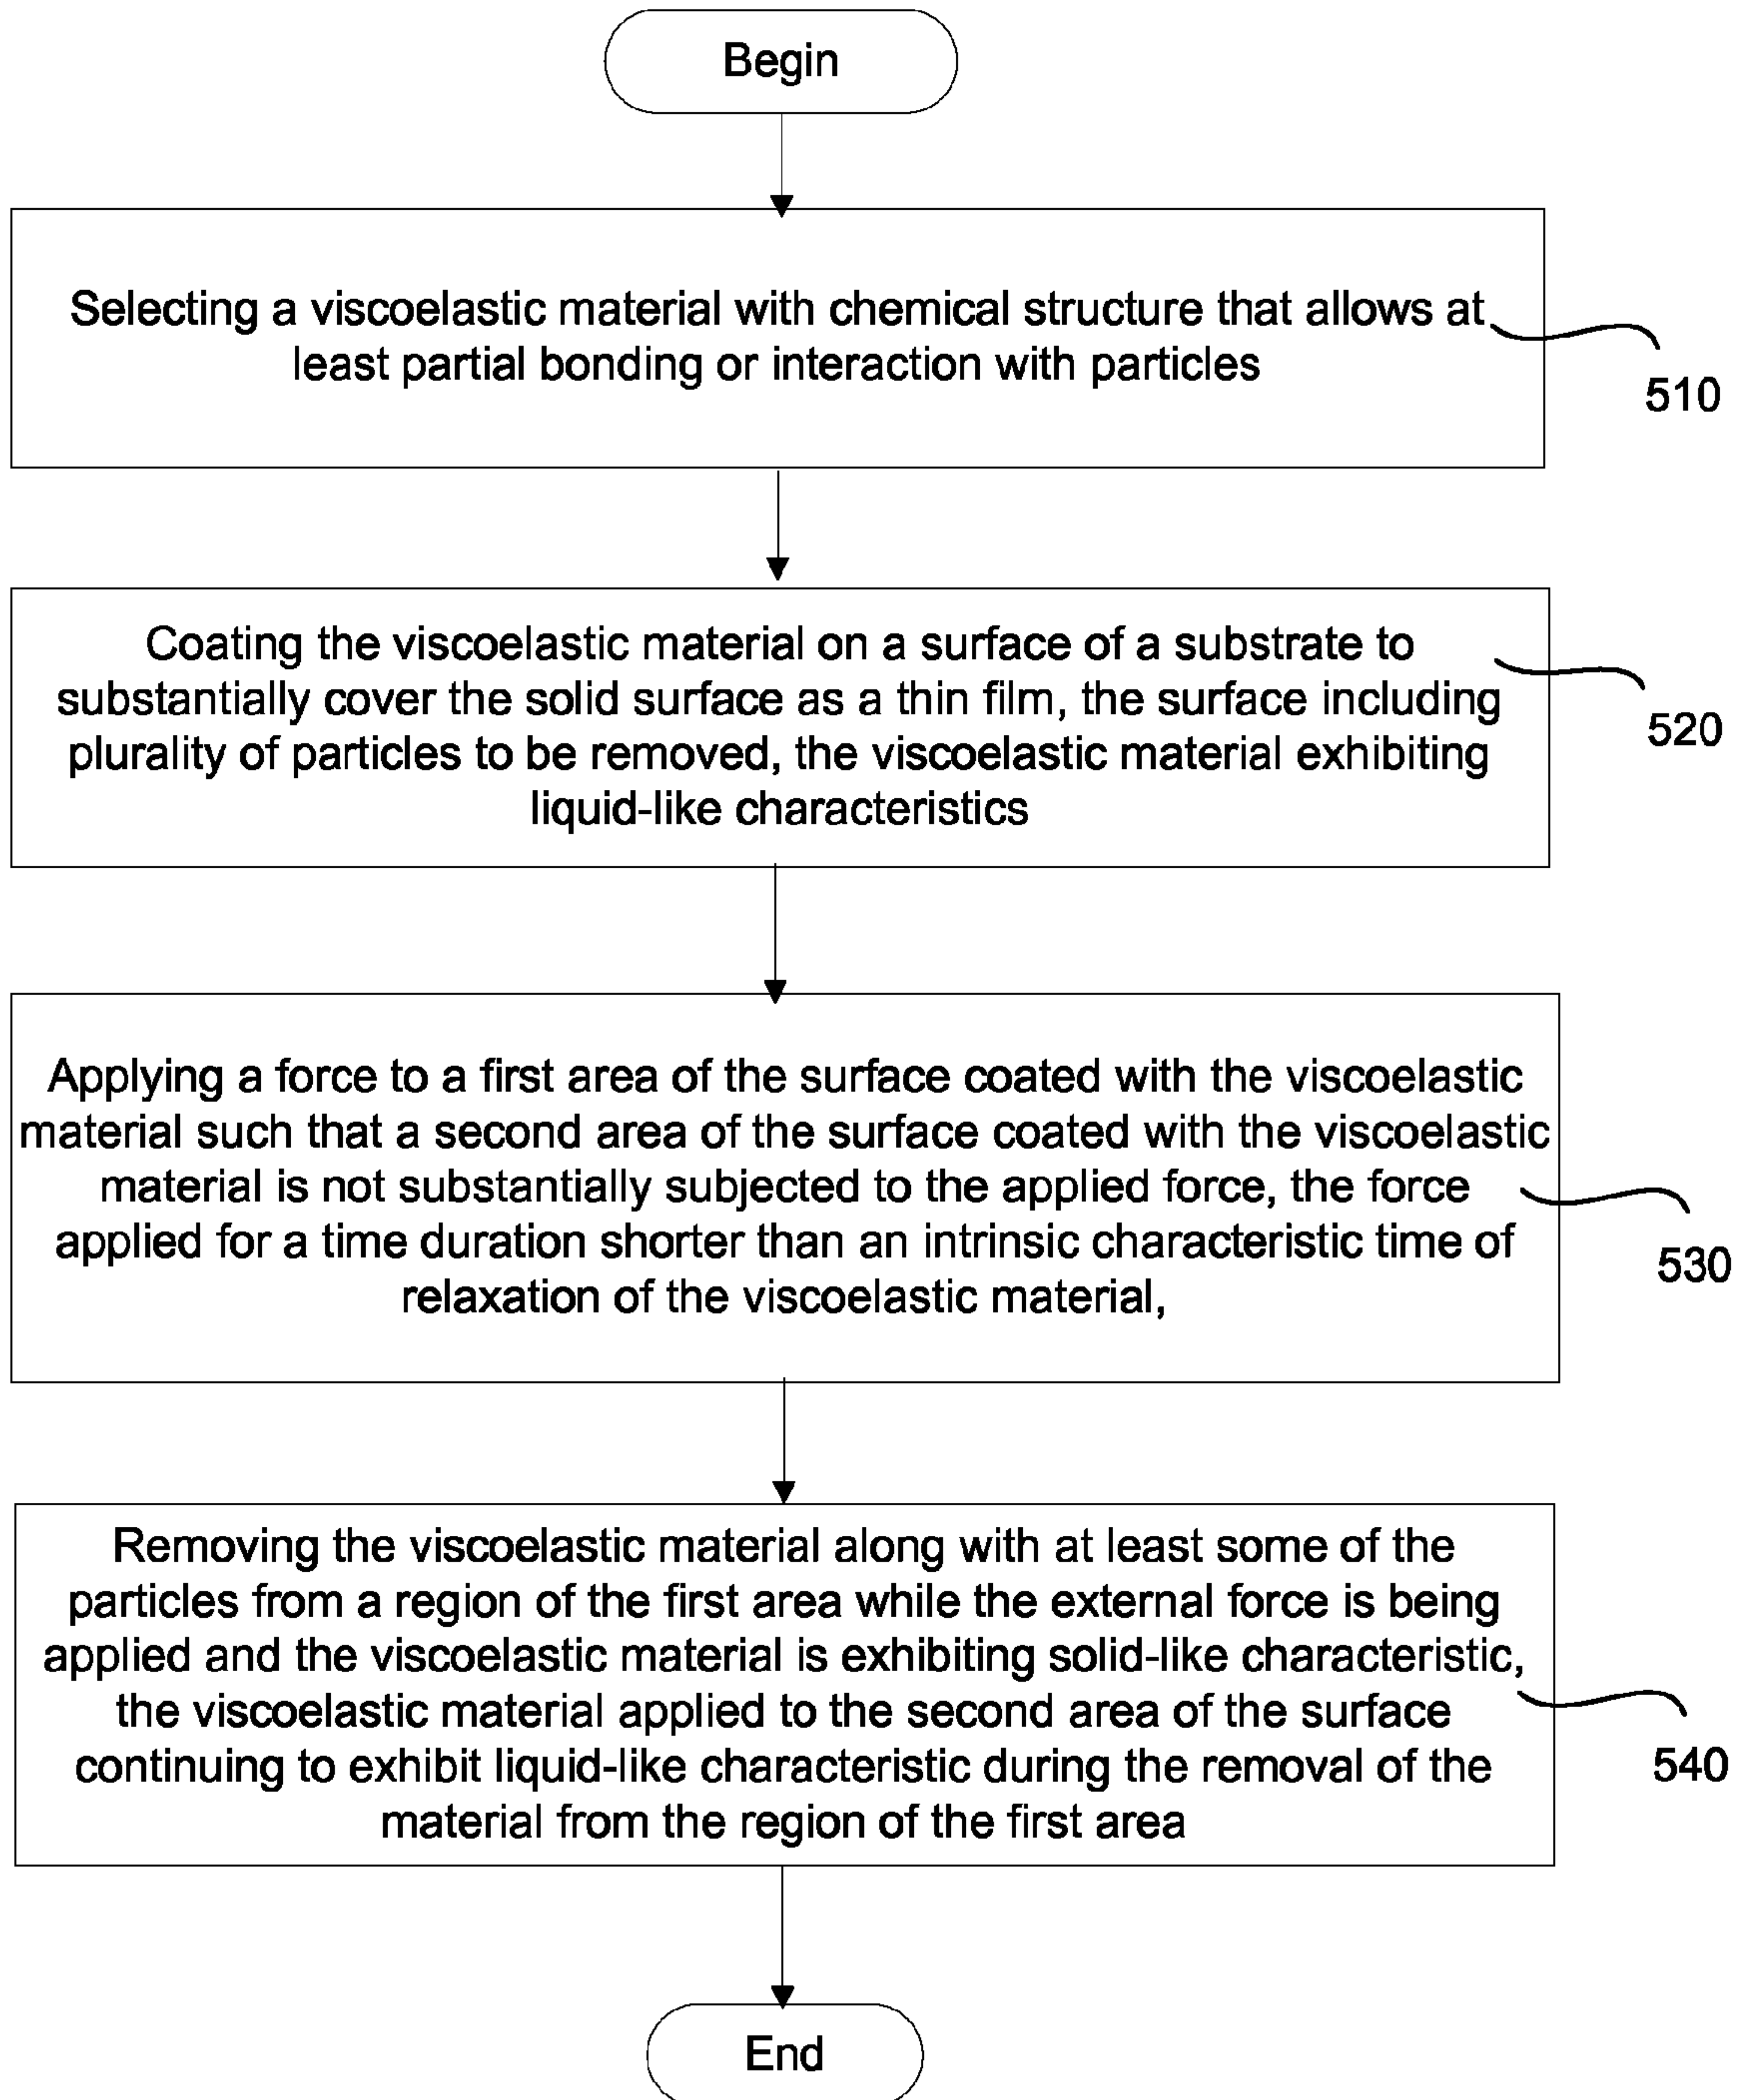 Begin
Selecting a viscoelastic material with chemical structure that allows at
least partial bonding or interaction with particles
510
Coating the viscoelastic material on a surface of a substrate to
substantially cover the solid surface as a thin film, the surface including
plurality of particles to be removed, the viscoelastic material exhibiting
liquid-like characteristics
520
Applying a force to a first area of the surface coated with the viscoelastic
material such that a second area of the surface coated with the viscoelastic
material is not substantially subjected to the applied force, the force
applied for a time duration shorter than an intrinsic characteristic time of
relaxation of the viscoelastic material,
530
Removing the viscoelastic material along with at least some of the
particles from a region of the first area while the external force is being
applied and the viscoelastic material is exhibiting solid-like characteristic,
the viscoelastic material applied to the second area of the surface
continuing to exhibit liquid-like characteristic during the removal of the
material from the region of the first area
540
End